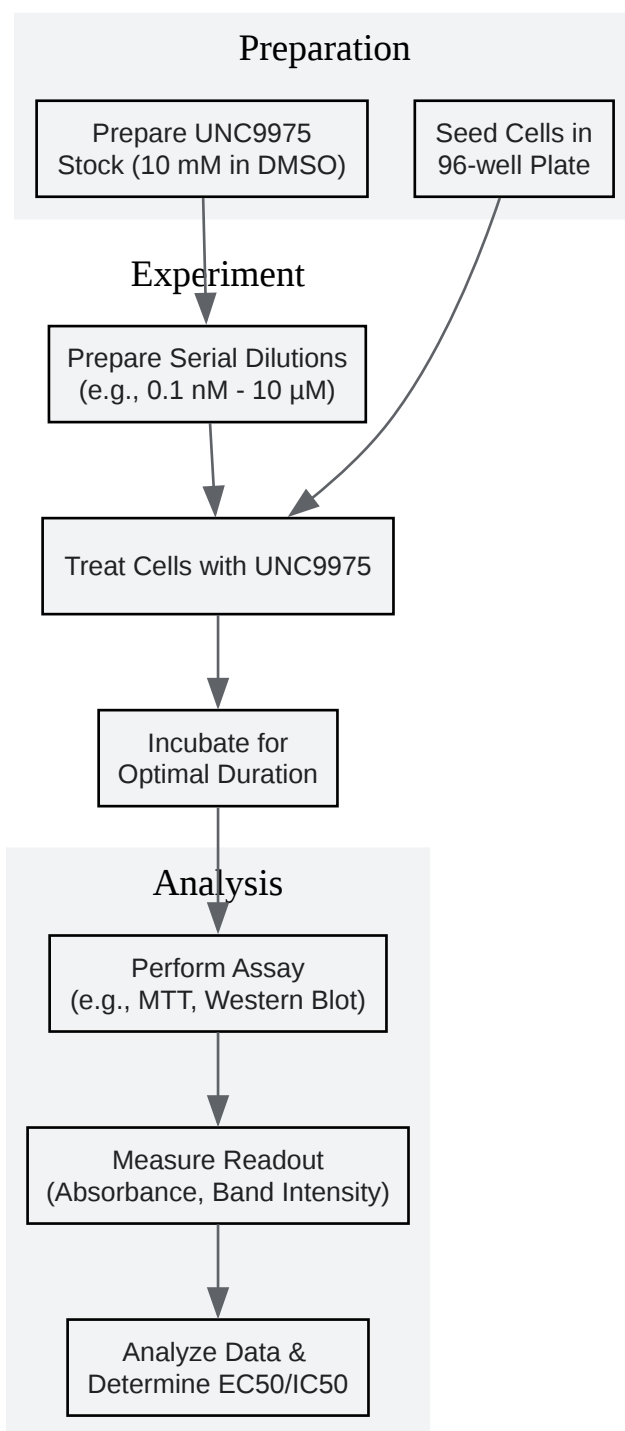 Preparation
Prepare UNC9975
Stock (10 mM in DMSO)
Seed Cells in
96-well Plate
Experiment
Prepare Serial Dilutions
(e.g., 0.1 nM - 10 µM)
Treat Cells with UNC9975
Incubate for
Optimal Duration
Analysis
Perform Assay
(e.g., MTT, Western Blot)
Measure Readout
(Absorbance, Band Intensity)
Analyze Data &
Determine EC50/IC50